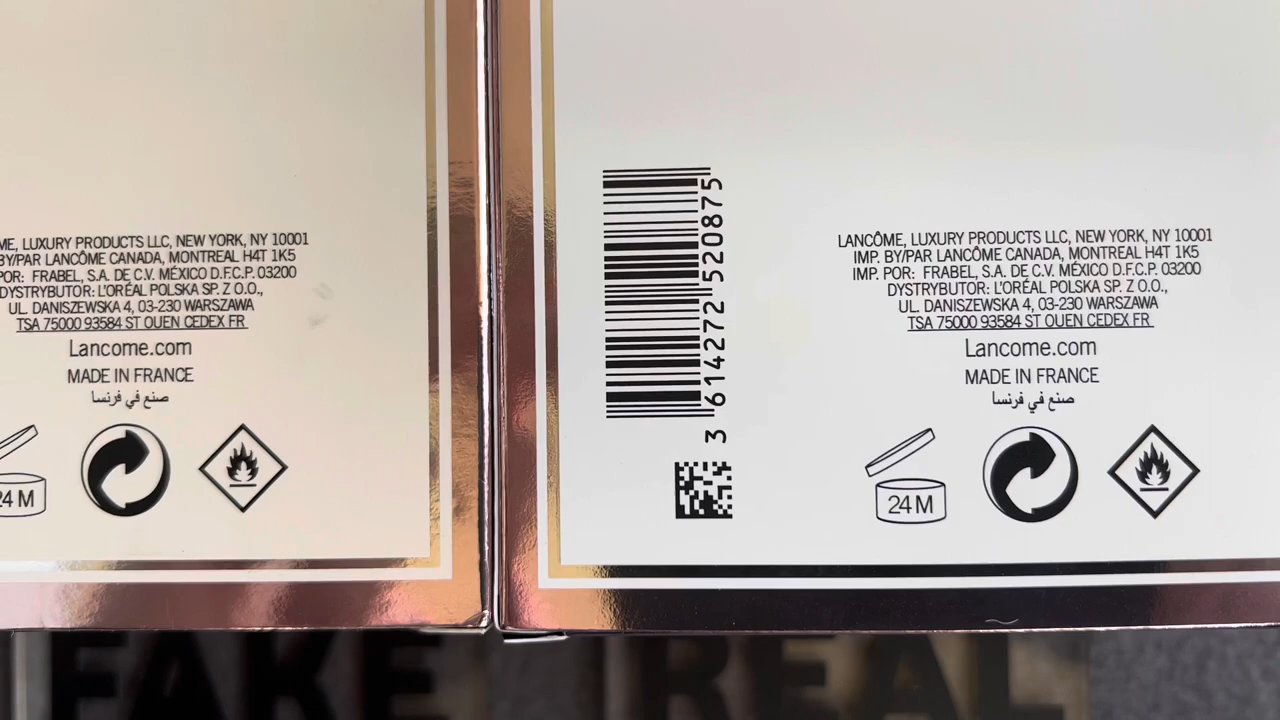 ME, LUXURY PRODUCTS LLC, NEW YORK, NY 10001
BY/PAR LANCÔME CANADA, MONTREAL H4T 1K5
POR: FRABEL, S.A. DE C.V. MÉXICO D.F.C.P. 03200
DYSTRYBUTOR: L'ORÉAL POLSKA SP. Z O.O.,
UL. DANISZEWSKA 4, 03-230 WARSZAWA
TSA 75000 93584 ST OUEN CEDEX FR
Lancome.com
MADE IN FRANCE
صنع في فرنسا
24 M
3 614272 520875
LANCÔME, LUXURY PRODUCTS LLC, NEW YORK, NY 10001
IMP. BY/PAR LANCÔME CANADA, MONTREAL H4T 1K5
IMP. POR: FRABEL, S.A. DE C.V. MÉXICO D.F.C.P. 03200
DYSTRYBUTOR: L'ORÉAL POLSKA SP. Z O.O.,
UL. DANISZEWSKA 4, 03-230 WARSZAWA
TSA 75000 93584 ST OUEN CEDEX FR
Lancome.com
MADE IN FRANCE
صنع في فرنسا
24 M
FAKE
REAL